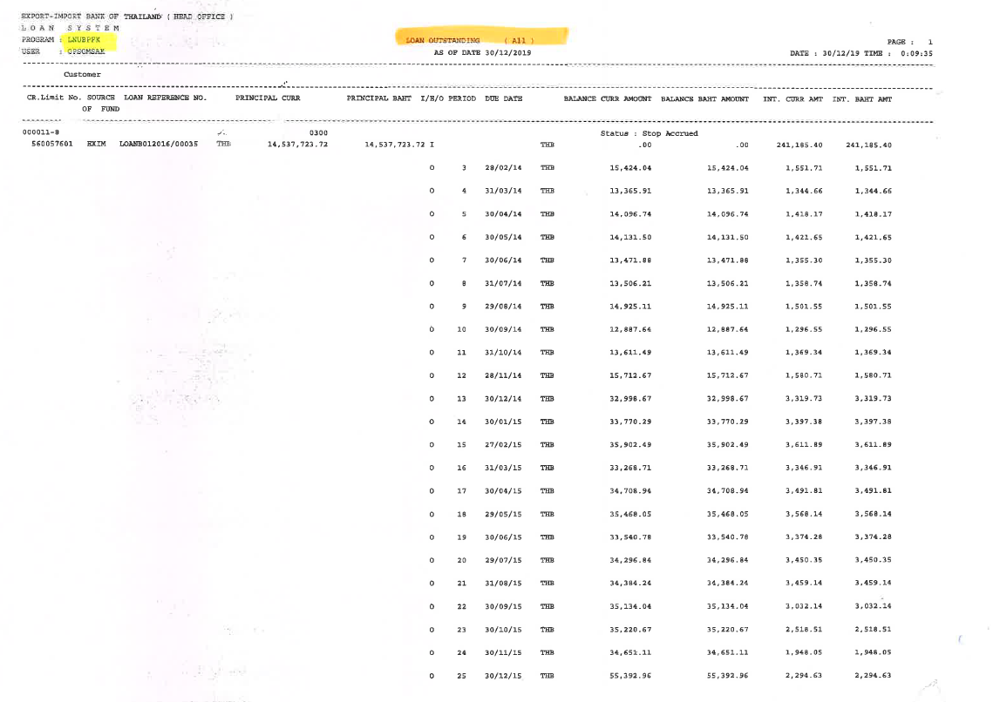 EXPORT-IMPORT BANK OF THAILAND ( HEAD OFFICE )
L O A N   S Y S T E M
PROGRAM : LNUBPFK   LOAN OUTSTANDING   ( All )   PAGE :   1
USER   : OPSOMSAK   AS OF DATE 30/12/2019   DATE : 30/12/19 TIME :  0:09:35
Customer
CR.Limit No. SOURCE LOAN REFERENCE NO.   PRINCIPAL CURR   PRINCIPAL BAHT  I/E/O PERIOD  DUE DATE   BALANCE CURR AMOUNT  BALANCE BAHT AMOUNT   INT. CURR AMT  INT. BAHT AMT
OF FUND
000011-8   0300   Status : Stop Accrued
560057601   EXIM   LOANB012016/00035   THB   14,537,723.72   14,537,723.72 I   THB   .00   .00   241,185.40   241,185.40
O   3   28/02/14   THB   15,424.04   15,424.04   1,551.71   1,551.71
O   4   31/03/14   THB   13,365.91   13,365.91   1,344.66   1,344.66
O   5   30/04/14   THB   14,096.74   14,096.74   1,418.17   1,418.17
O   6   30/05/14   THB   14,131.50   14,131.50   1,421.65   1,421.65
O   7   30/06/14   THB   13,471.88   13,471.88   1,355.30   1,355.30
O   8   31/07/14   THB   13,506.21   13,506.21   1,358.74   1,358.74
O   9   29/08/14   THB   14,925.11   14,925.11   1,501.55   1,501.55
O   10   30/09/14   THB   12,887.64   12,887.64   1,296.55   1,296.55
O   11   31/10/14   THB   13,611.49   13,611.49   1,369.34   1,369.34
O   12   28/11/14   THB   15,712.67   15,712.67   1,580.71   1,580.71
O   13   30/12/14   THB   32,998.67   32,998.67   3,319.73   3,319.73
O   14   30/01/15   THB   33,770.29   33,770.29   3,397.38   3,397.38
O   15   27/02/15   THB   35,902.49   35,902.49   3,611.89   3,611.89
O   16   31/03/15   THB   33,268.71   33,268.71   3,346.91   3,346.91
O   17   30/04/15   THB   34,708.94   34,708.94   3,491.81   3,491.81
O   18   29/05/15   THB   35,468.05   35,468.05   3,568.14   3,568.14
O   19   30/06/15   THB   33,540.78   33,540.78   3,374.28   3,374.28
O   20   29/07/15   THB   34,296.84   34,296.84   3,450.35   3,450.35
O   21   31/08/15   THB   34,384.24   34,384.24   3,459.14   3,459.14
O   22   30/09/15   THB   35,134.04   35,134.04   3,032.14   3,032.14
O   23   30/10/15   THB   35,220.67   35,220.67   2,518.51   2,518.51
O   24   30/11/15   THB   34,651.11   34,651.11   1,948.05   1,948.05
O   25   30/12/15   THB   55,392.96   55,392.96   2,294.63   2,294.63